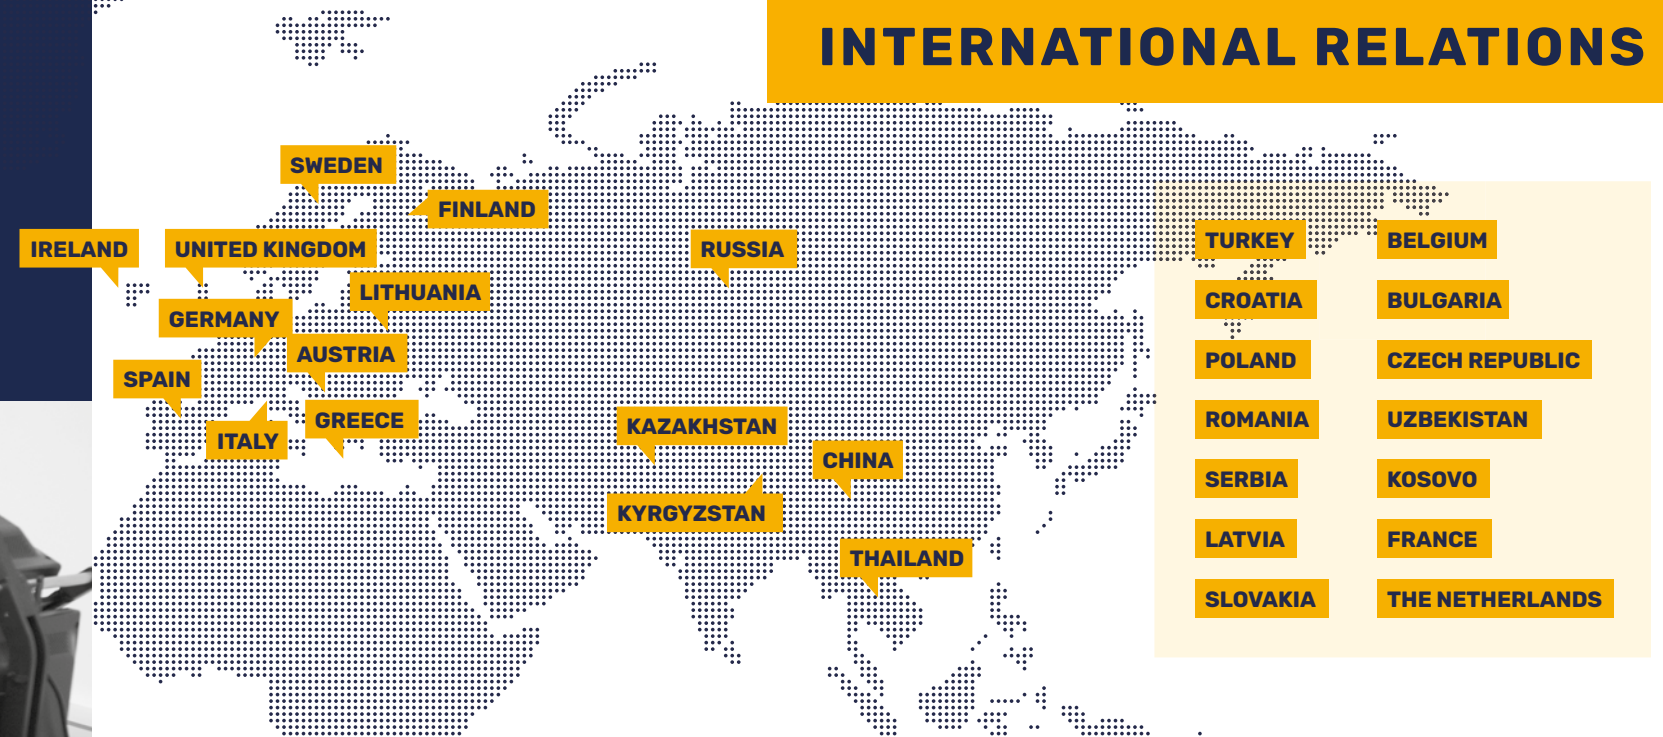 INTERNATIONAL RELATIONS
SWEDEN
FINLAND
IRELAND
UNITED KINGDOM
RUSSIA
LITHUANIA
GERMANY
AUSTRIA
SPAIN
GREECE
ITALY
KAZAKHSTAN
CHINA
KYRGYZSTAN
THAILAND
TURKEY
BELGIUM
CROATIA
BULGARIA
POLAND
CZECH REPUBLIC
ROMANIA
UZBEKISTAN
SERBIA
KOSOVO
LATVIA
FRANCE
SLOVAKIA
THE NETHERLANDS